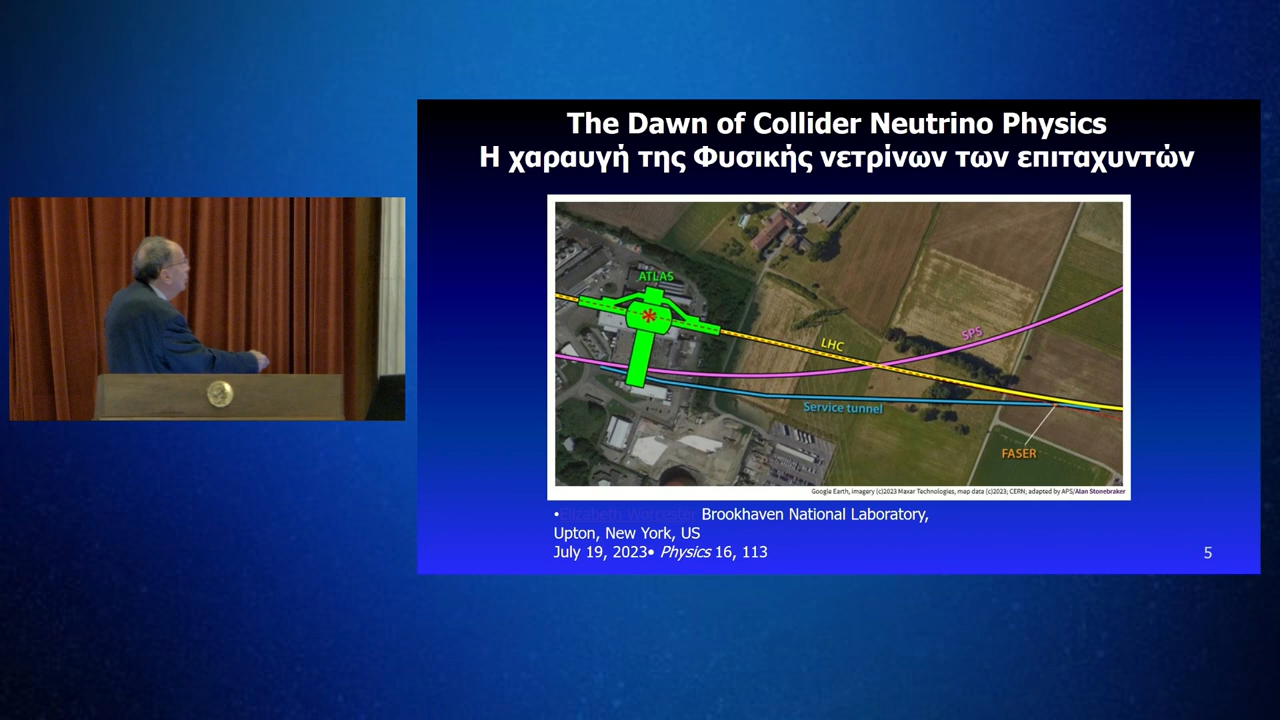 The Dawn of Collider Neutrino Physics
Η χαραυγή της Φυσικής νετρίνων των επιταχυντών
ATLAS
LHC
SPS
Service tunnel
FASER
Google Earth, imagery (c)2023 Maxar Technologies, map data (c)2023; CERN; adapted by APS/Alan Stonebraker
•Elizabeth Worcester Brookhaven National Laboratory,
Upton, New York, US
July 19, 2023• Physics 16, 113
5